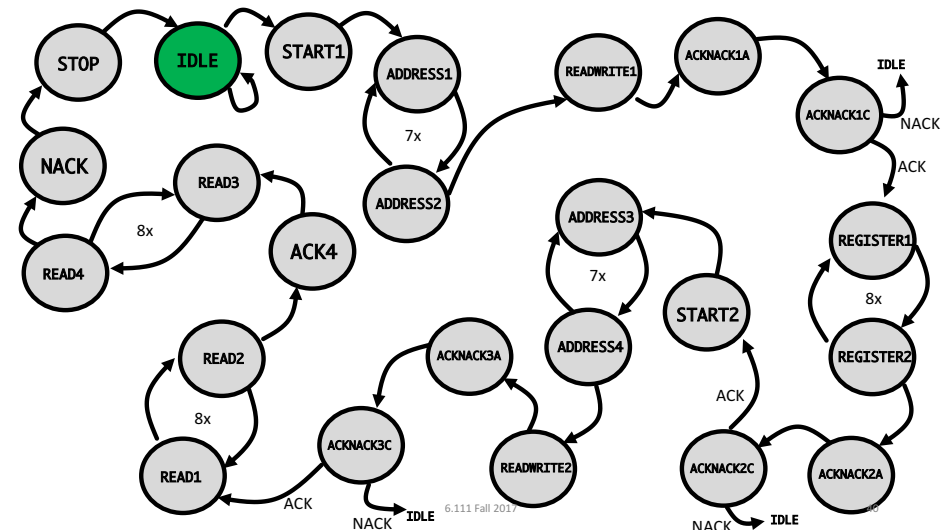 STOP
IDLE
START1
ADDRESS1
7x
ADDRESS2
READWRITE1
ACKNACK1A
ACKNACK1C
IDLE
NACK
ACK
REGISTER1
8x
REGISTER2
ACKNACK2A
ACKNACK2C
NACK
IDLE
ACK
START2
ADDRESS3
7x
ADDRESS4
READWRITE2
ACKNACK3A
ACKNACK3C
NACK
IDLE
ACK
READ1
8x
READ2
ACK4
READ3
8x
READ4
NACK
6.111 Fall 2017